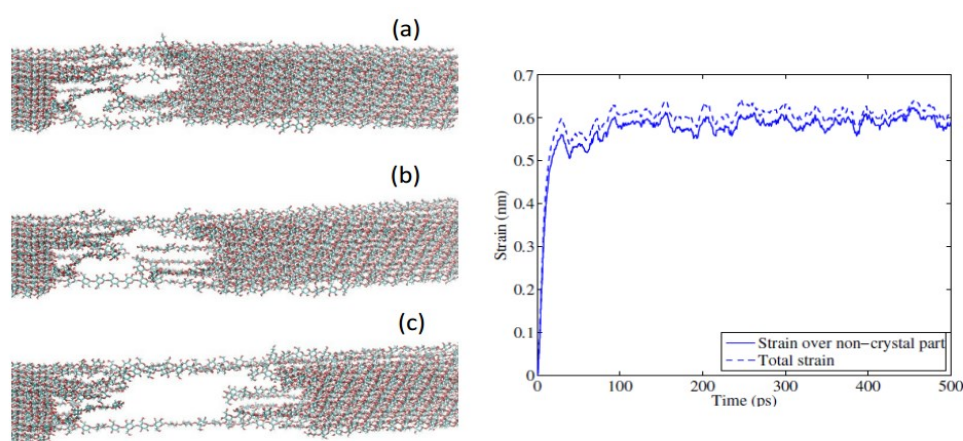 (a)
(b)
(c)
0.7
0.6
0.5
0.4
0.3
0.2
0.1
0
Strain (nm)
Strain over non-crystal part
Total strain
0 100 200 300 400 500
Time (ps)